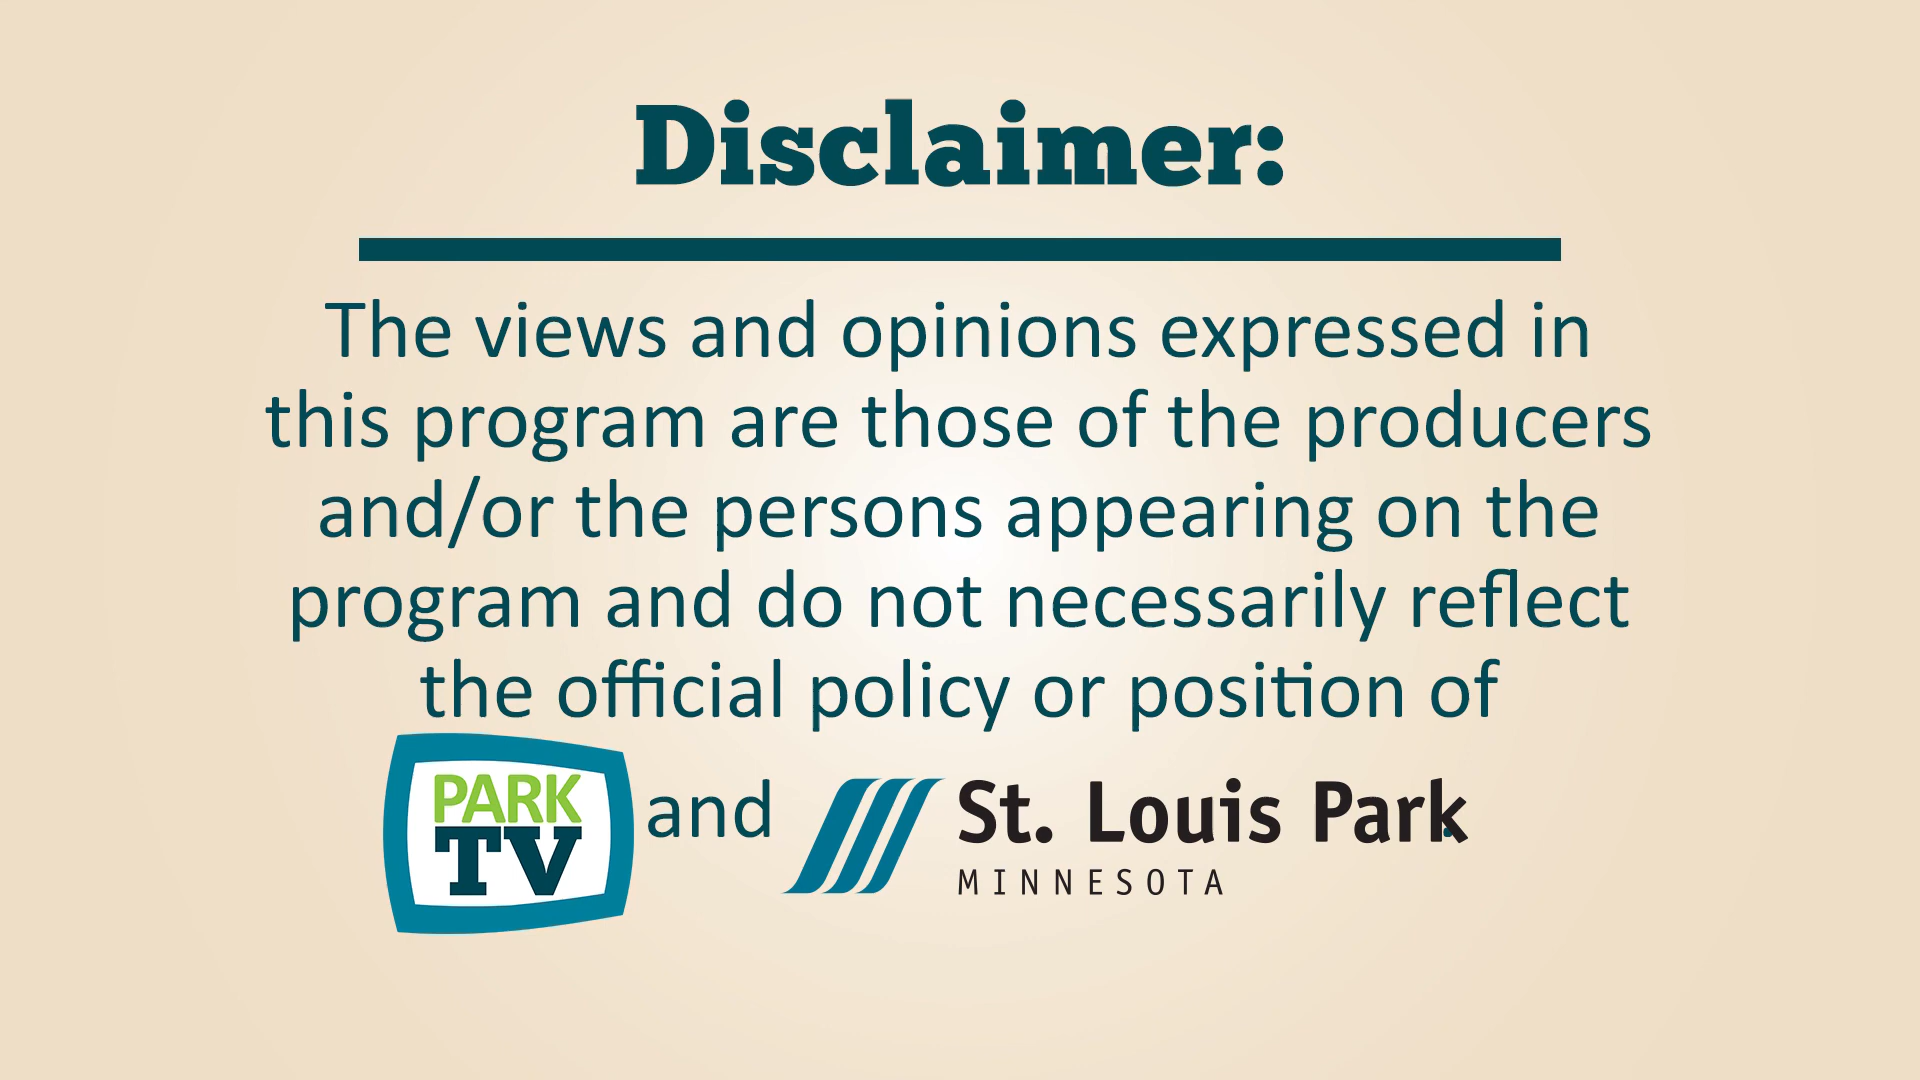 Disclaimer:
The views and opinions expressed in
this program are those of the producers
and/or the persons appearing on the
program and do not necessarily reflect
the official policy or position of
PARK
TV
and
St. Louis Park.
MINNESOTA